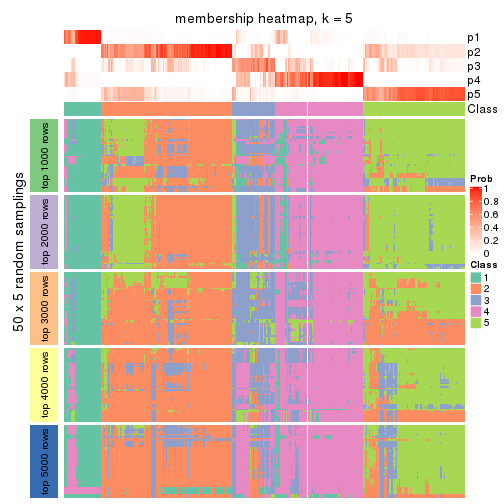 membership heatmap, k = 5
p1
p2
p3
p4
p5
Class
50 x 5 random samplings
top 1000 rows
top 2000 rows
top 3000 rows
top 4000 rows
top 5000 rows
Prob
1
0.8
0.6
0.4
0.2
0
Class
1
2
3
4
5